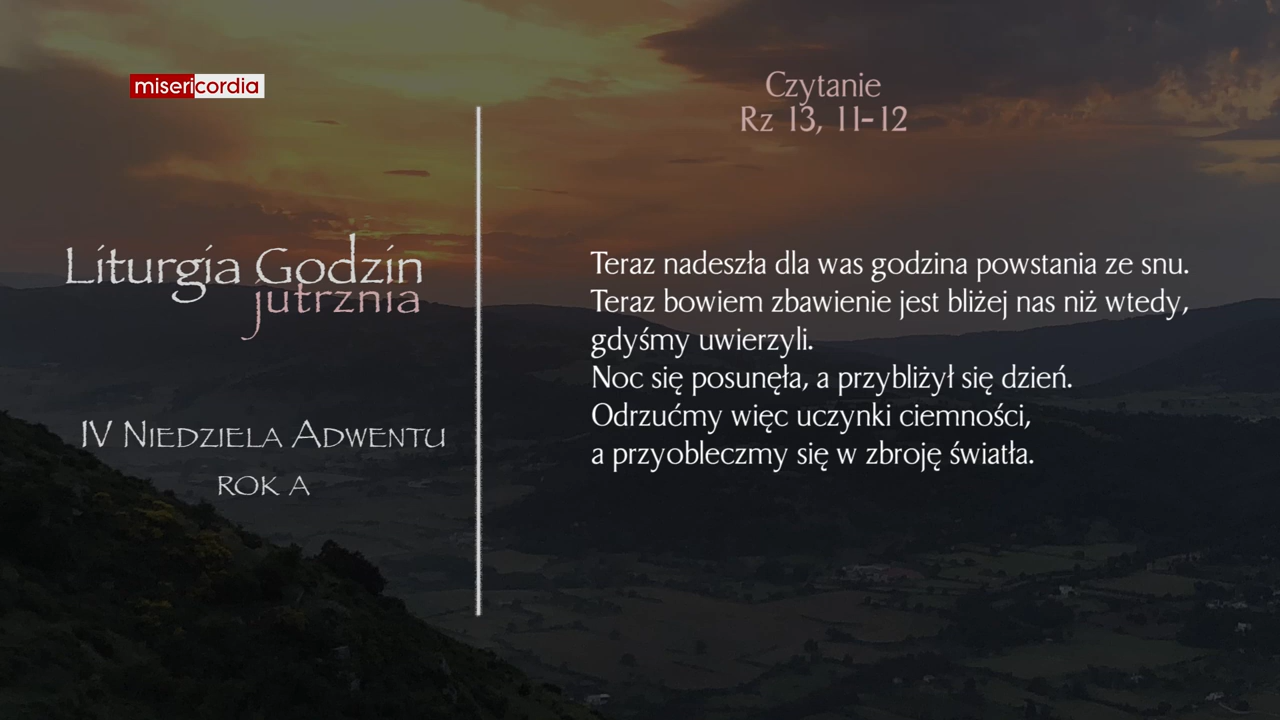 misericordia
Liturgia Godzin
jutrznia
IV Niedziela Adwentu
rok A
Czytanie
Rz 13, 11-12
Teraz nadeszła dla was godzina powstania ze snu.
Teraz bowiem zbawienie jest bliżej nas niż wtedy,
gdyśmy uwierzyli.
Noc się posunęła, a przybliżył się dzień.
Odrzućmy więc uczynki ciemności,
a przyobleczmy się w zbroję światła.